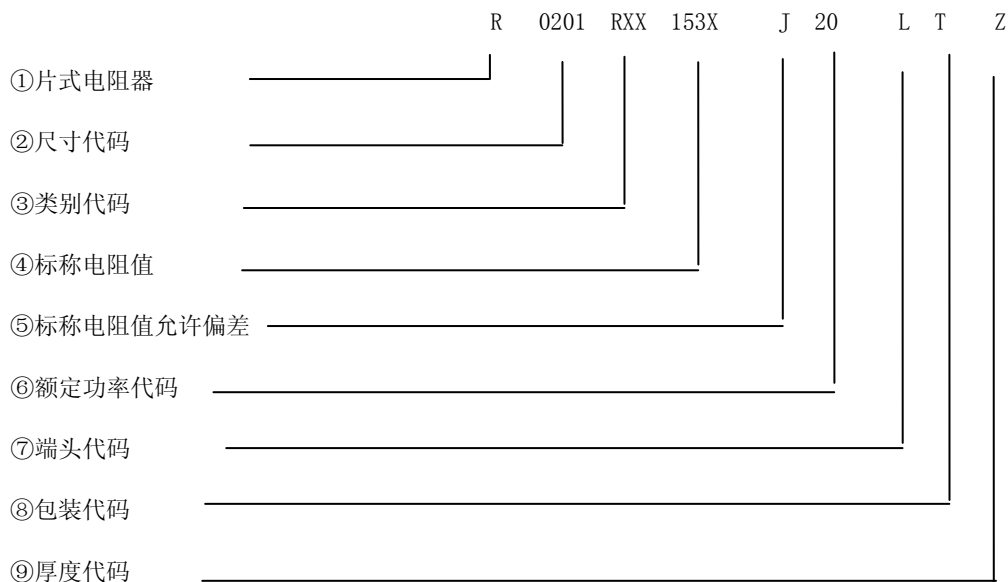 R 0201 RXX 153X J 20 L T Z
①片式电阻器
②尺寸代码
③类别代码
④标称电阻值
⑤标称电阻值允许偏差
⑥额定功率代码
⑦端头代码
⑧包装代码
⑨厚度代码